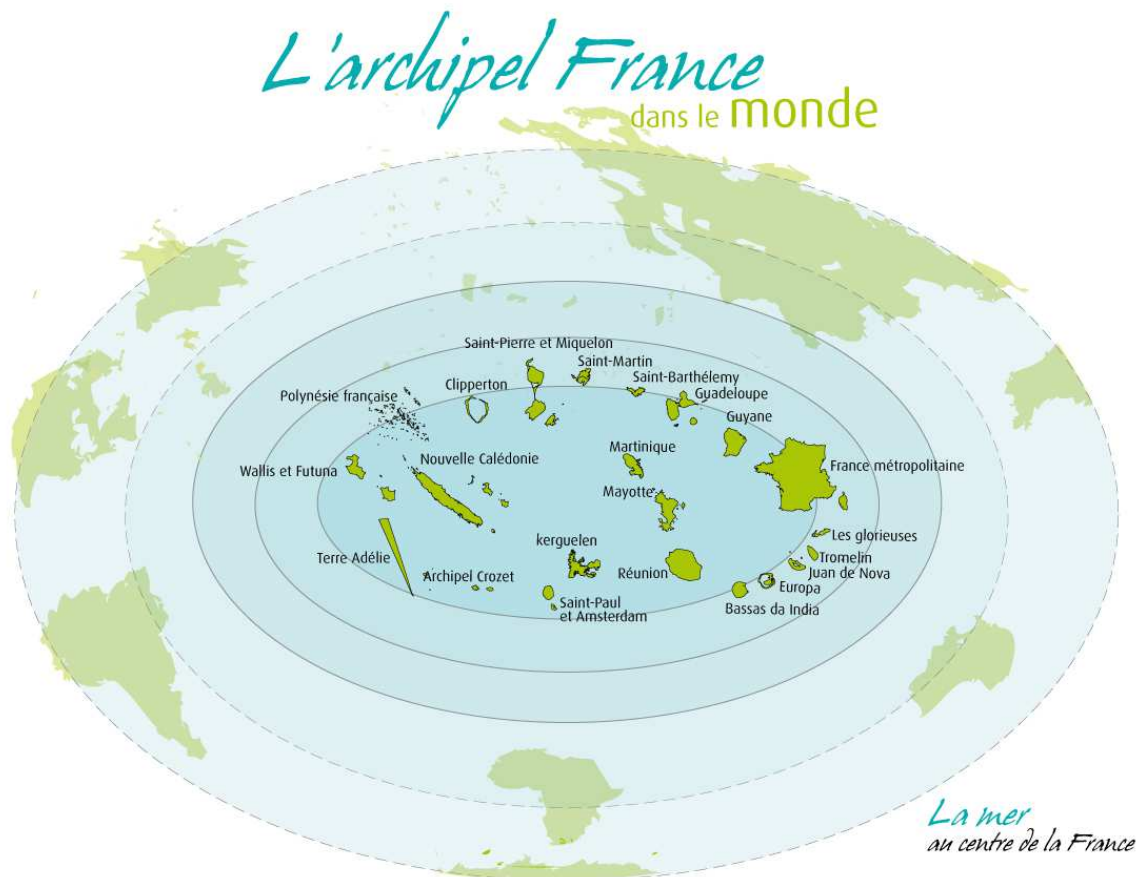 L'archipel France
dans le monde
Saint-Pierre et Miquelon
Saint-Martin
Clipperton
Saint-Barthélemy
Polynésie française
Guadeloupe
Guyane
Martinique
Nouvelle Calédonie
France métropolitaine
Wallis et Futuna
Mayotte
Les glorieuses
kerguelen
Tromelin
Terre Adélie
Juan de Nova
Archipel Crozet
Réunion
Europa
Saint-Paul
et Amsterdam
Bassas da India
La mer
au centre de la France